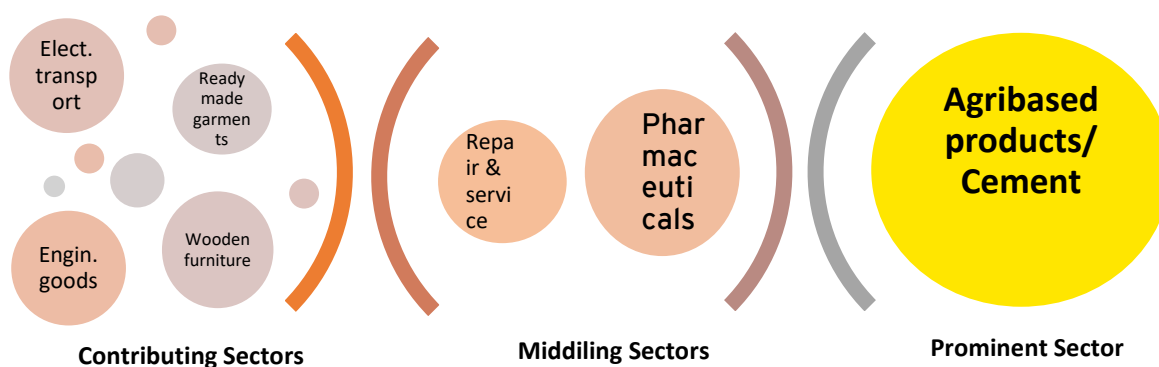 Elect.
transp
ort
Ready
made
garmen
ts
Engin.
goods
Wooden
furniture
Contributing Sectors
Repa
ir &
servi
ce
Phar
mac
euti
cals
Middiling Sectors
Agribased
products/
Cement
Prominent Sector